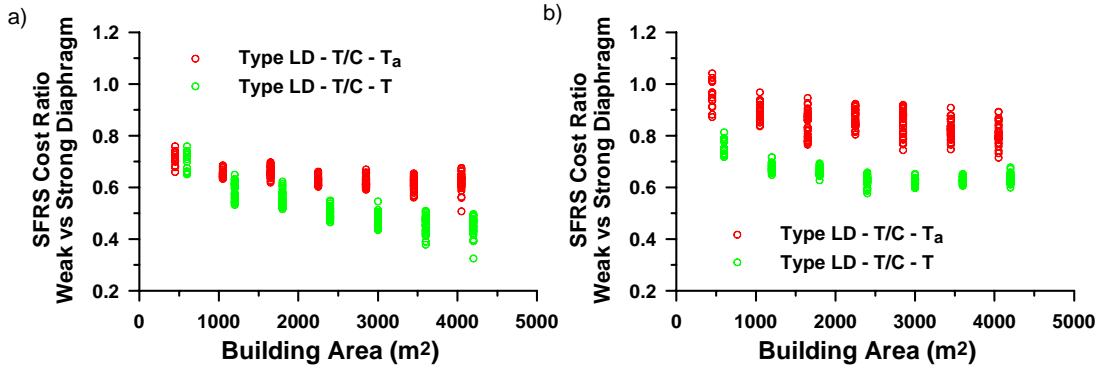 a)
SFRS Cost Ratio
Weak vs Strong Diaphragm
1.2
1.0
0.8
0.6
0.4
0.2
Type LD - T/C - Ta
Type LD - T/C - T
0 1000 2000 3000 4000 5000
Building Area (m2)
b)
SFRS Cost Ratio
Weak vs Strong Diaphragm
1.2
1.0
0.8
0.6
0.4
0.2
Type LD - T/C - Ta
Type LD - T/C - T
0 1000 2000 3000 4000 5000
Building Area (m2)